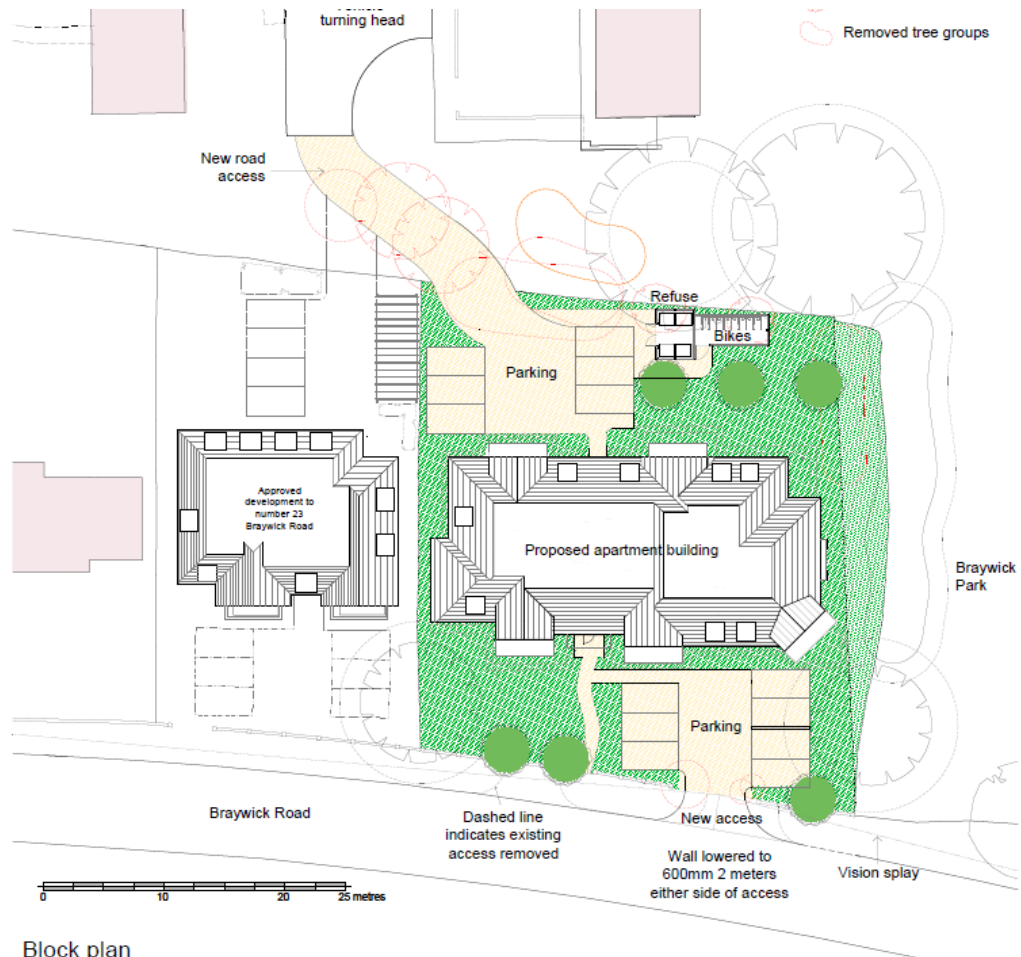 vehicle
turning head
Removed tree groups
New road
access
Refuse
Bikes
Parking
Approved
development to
number 23
Braywick Road
Proposed apartment building
Braywick
Park
Parking
Braywick Road
Dashed line
indicates existing
access removed
New access
Wall lowered to
600mm 2 meters
either side of access
Vision splay
0
10
20
25 metres
Block plan